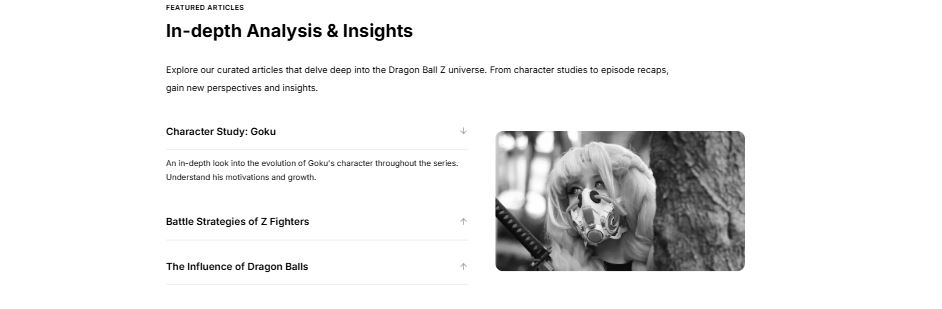 FEATURED ARTICLES
In-depth Analysis & Insights
Explore our curated articles that delve deep into the Dragon Ball Z universe. From character studies to episode recaps,
gain new perspectives and insights.
Character Study: Goku
An in-depth look into the evolution of Goku's character throughout the series.
Understand his motivations and growth.
Battle Strategies of Z Fighters
The Influence of Dragon Balls